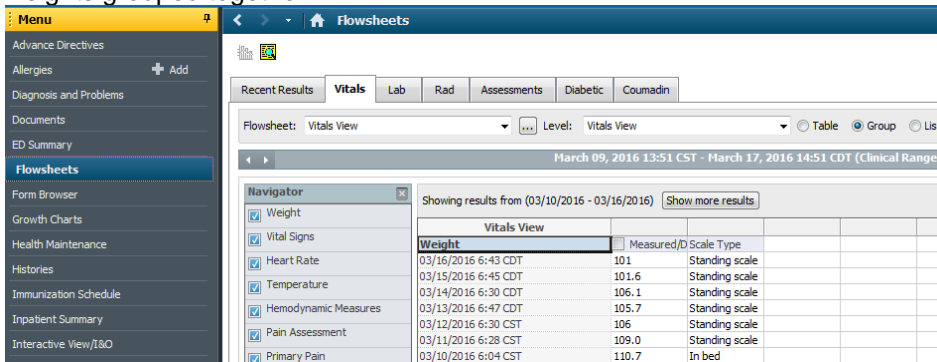 Menu
Flowsheets
Advance Directives
Allergies Add
Diagnosis and Problems
Documents
ED Summary
Flowsheets
Form Browser
Growth Charts
Health Maintenance
Histories
Immunization Schedule
Inpatient Summary
Interactive View/I&O
Recent Results Vitals Lab Rad Assessments Diabetic Coumadin
Flowsheet: Vitals View ... Level: Vitals View Table Group Lis
March 09, 2016 13:51 CST - March 17, 2016 14:51 CDT (Clinical Range
Navigator
Weight
Vital Signs
Heart Rate
Temperature
Hemodynamic Measures
Pain Assessment
Primary Pain
Showing results from (03/10/2016 - 03/16/2016) Show more results
Vitals View
Weight Measured/D Scale Type
03/16/2016 6:43 CDT 101 Standing scale
03/15/2016 6:45 CDT 101.6 Standing scale
03/14/2016 6:30 CDT 106.1 Standing scale
03/13/2016 6:47 CDT 105.7 Standing scale
03/12/2016 6:30 CST 106 Standing scale
03/11/2016 6:28 CST 109.0 Standing scale
03/10/2016 6:04 CST 110.7 In bed